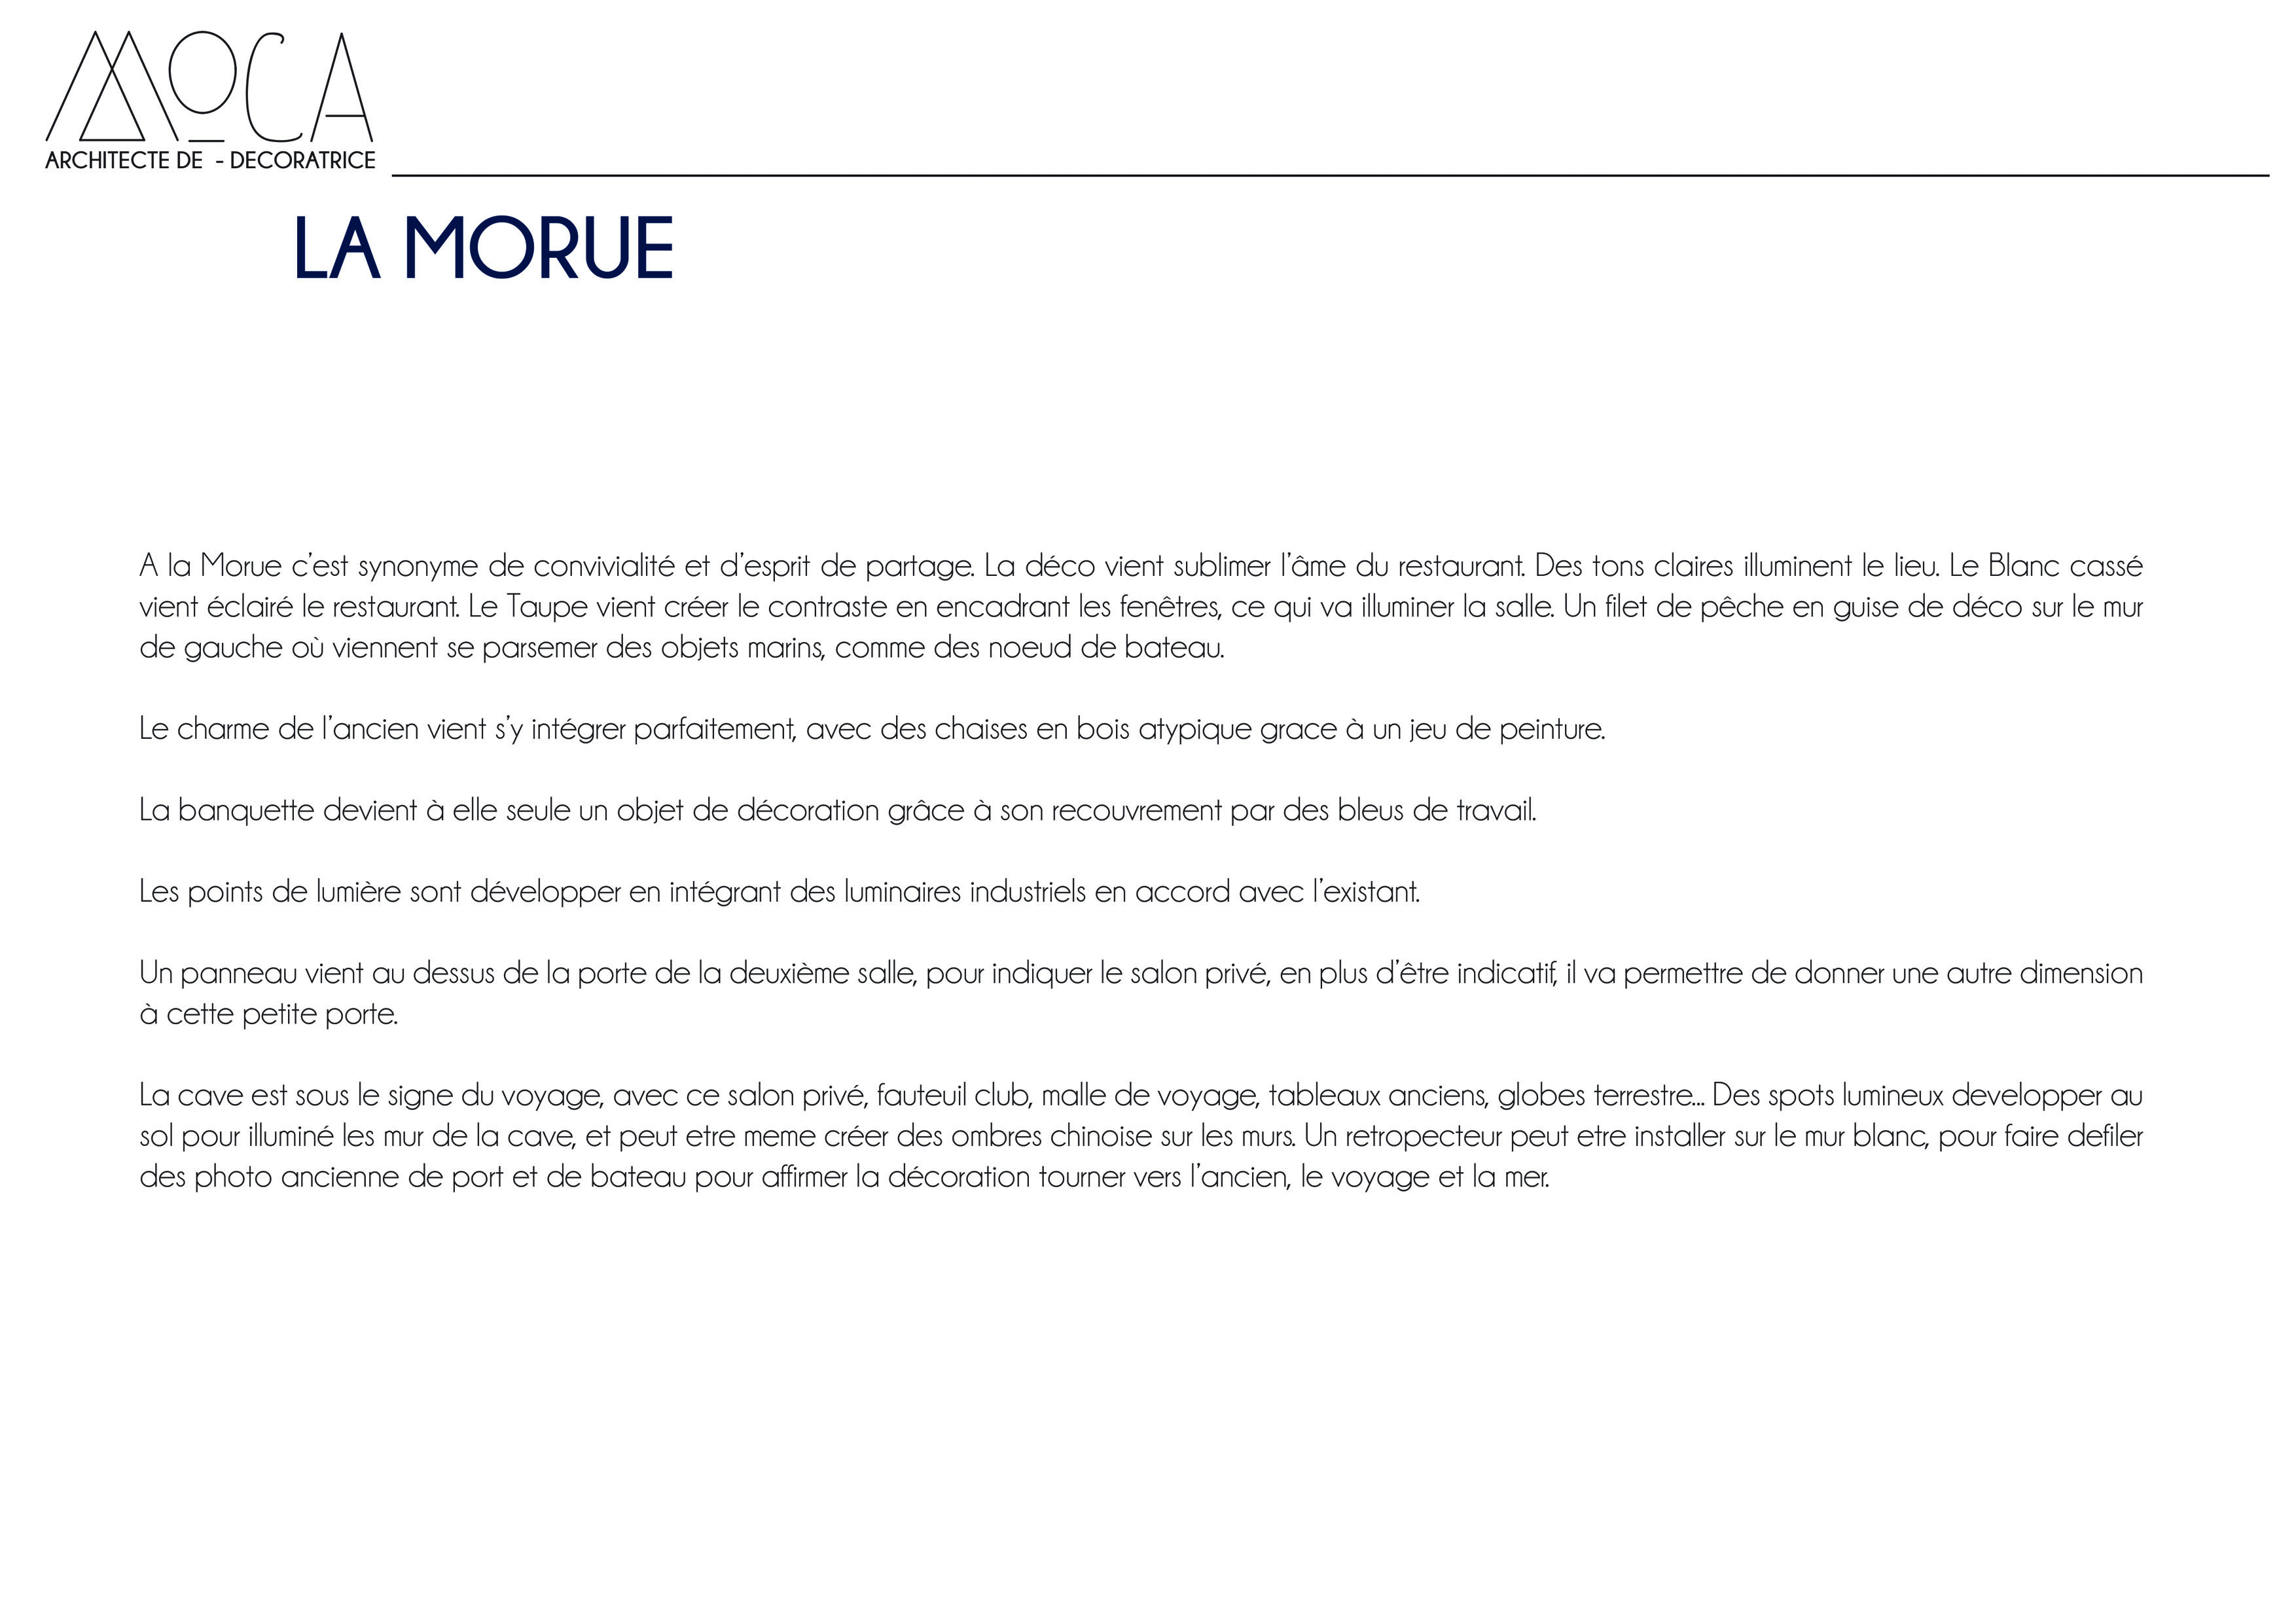 MOCA
ARCHITECTE DE - DECORATRICE
LA MORUE
A la Morue c'est synonyme de convivialité et d'esprit de partage. La déco vient sublimer l'âme du restaurant. Des tons claires illuminent le lieu. Le Blanc cassé
vient éclairé le restaurant. Le Taupe vient créer le contraste en encadrant les fenêtres, ce qui va illuminer la salle. Un filet de pêche en guise de déco sur le mur
de gauche où viennent se parsemer des objets marins, comme des noeud de bateau.
Le charme de l'ancien vient s'y intégrer parfaitement, avec des chaises en bois atypique grace à un jeu de peinture.
La banquette devient à elle seule un objet de décoration grâce à son recouvrement par des bleus de travail.
Les points de lumière sont développer en intégrant des luminaires industriels en accord avec l'existant.
Un panneau vient au dessus de la porte de la deuxième salle, pour indiquer le salon privé, en plus d'être indicatif, il va permettre de donner une autre dimension
à cette petite porte.
La cave est sous le signe du voyage, avec ce salon privé, fauteuil club, malle de voyage, tableaux anciens, globes terrestre... Des spots lumineux developper au
sol pour illuminé les mur de la cave, et peut etre meme créer des ombres chinoise sur les murs. Un retropecteur peut etre installer sur le mur blanc, pour faire defiler
des photo ancienne de port et de bateau pour affirmer la décoration tourner vers l'ancien, le voyage et la mer.